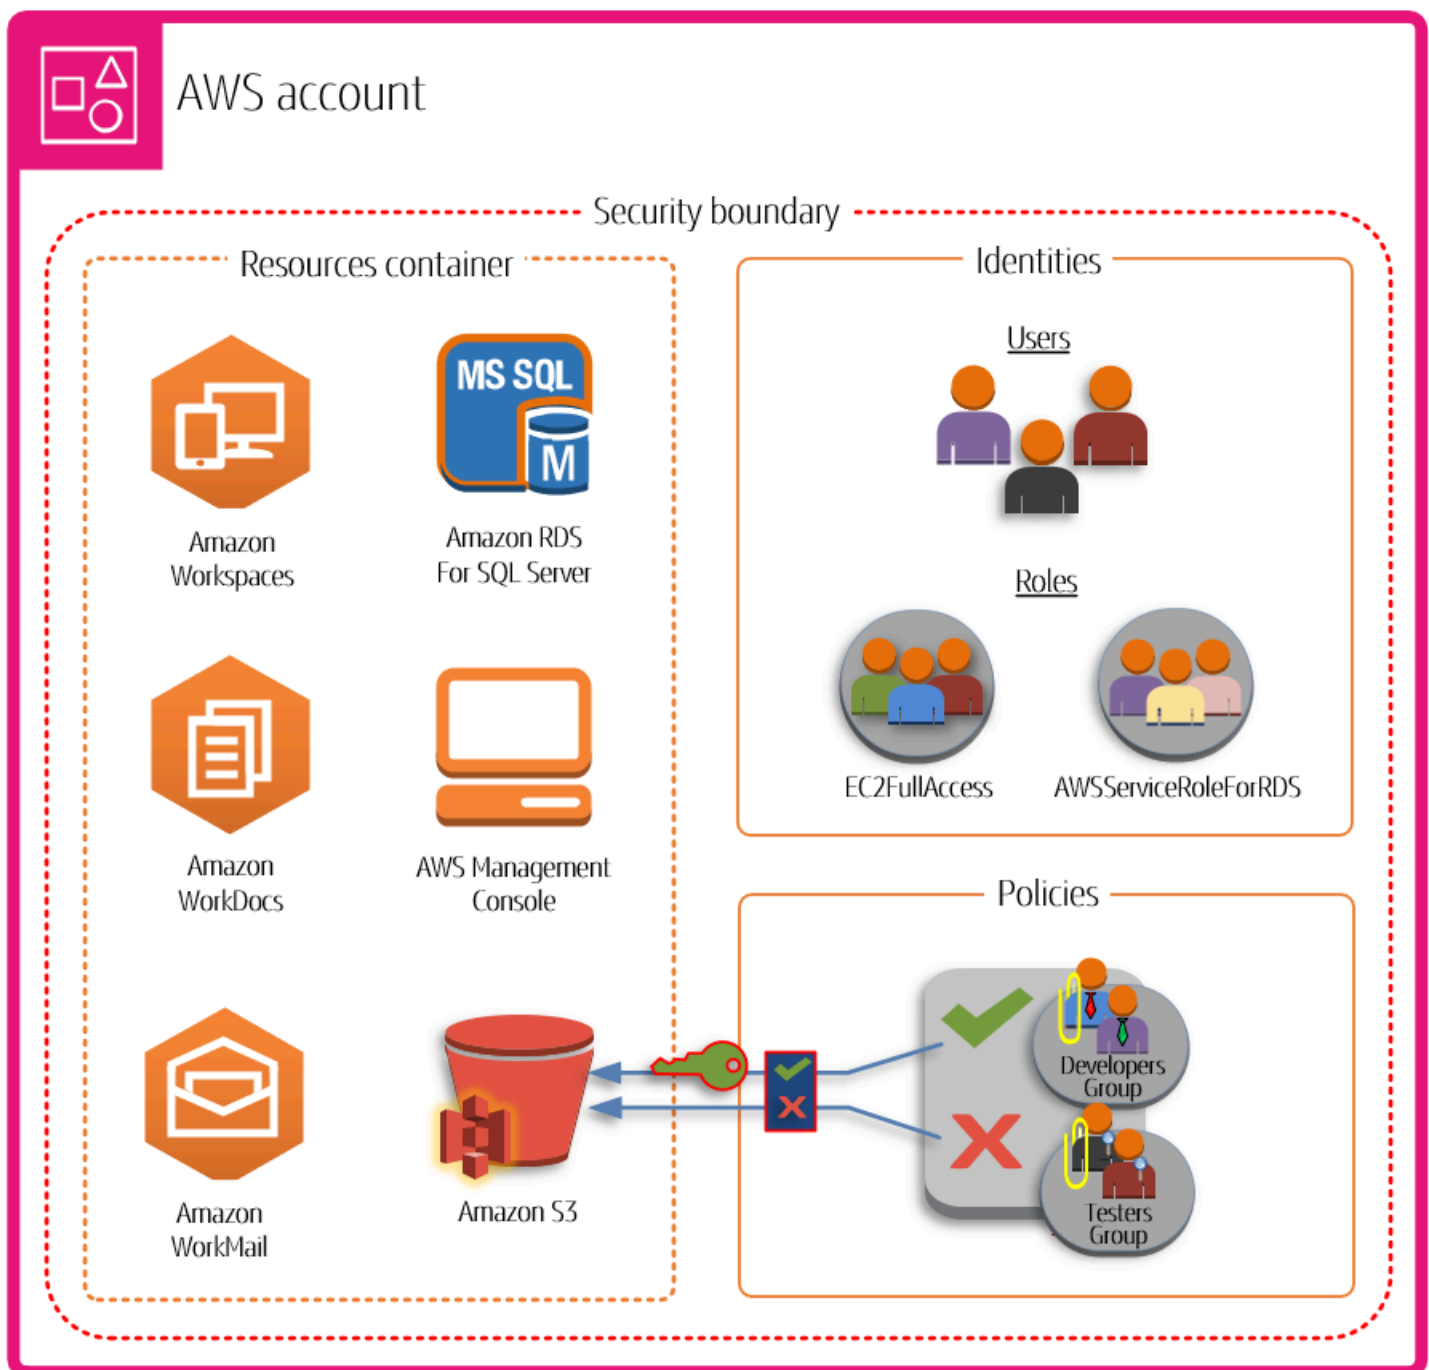 AWS account
Security boundary
Resources container
Amazon
Workspaces
MS SQL
M
Amazon RDS
For SQL Server
Amazon
WorkDocs
AWS Management
Console
Amazon
WorkMail
Amazon S3
Identities
Users
Roles
EC2FullAccess
AWSServiceRoleForRDS
Policies
Developers
Group
Testers
Group